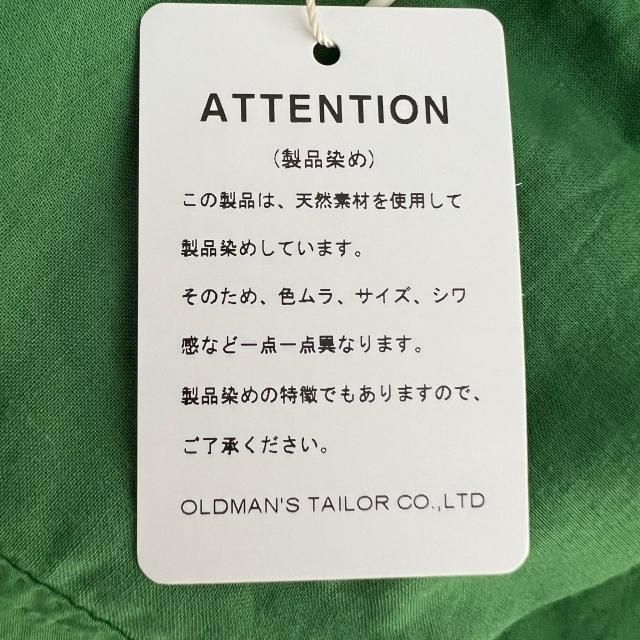 ATTENTION
(製品染め)
この製品は、天然素材を使用して
製品染めしています。
そのため、色ムラ、サイズ、シワ
感など一点一点異なります。
製品染めの特徴でもありますので、
ご了承ください。
OLDMAN'S TAILOR CO.,LTD